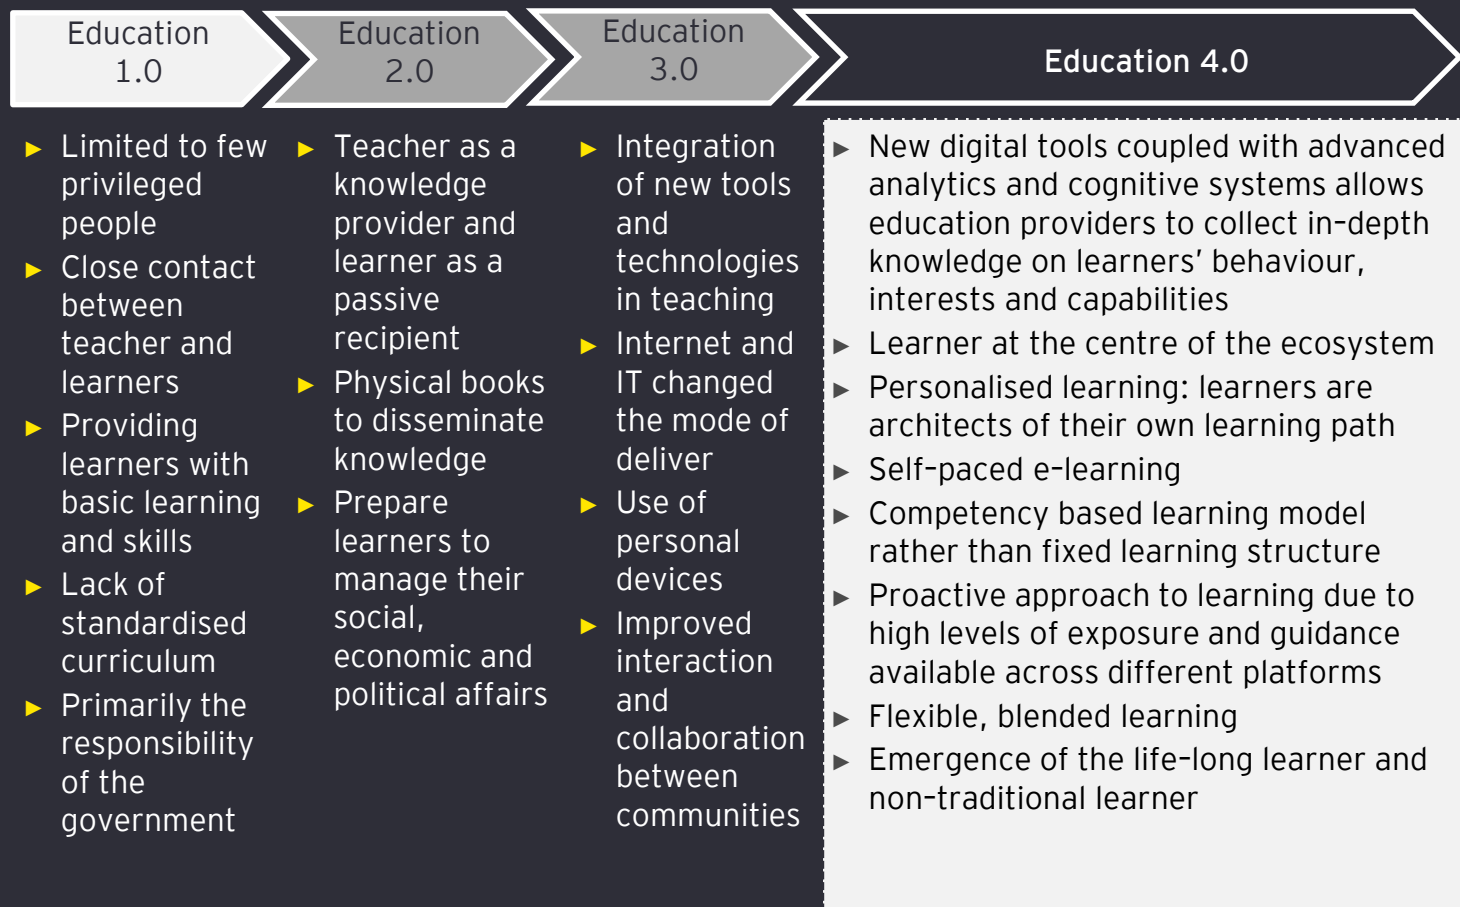 Education
1.0
Education
2.0
Education
3.0
Education 4.0
► Limited to few
privileged
people
► Close contact
between
teacher and
learners
► Providing
learners with
basic learning
and skills
► Lack of
standardised
curriculum
► Primarily the
responsibility
of the
government
► Teacher as a
knowledge
provider and
learner as a
passive
recipient
► Physical books
to disseminate
knowledge
► Prepare
learners to
manage their
social,
economic and
political affairs
► Integration
of new tools
and
technologies
in teaching
► Internet and
IT changed
the mode of
deliver
► Use of
personal
devices
► Improved
interaction
and
collaboration
between
communities
► New digital tools coupled with advanced
analytics and cognitive systems allows
education providers to collect in-depth
knowledge on learners’ behaviour,
interests and capabilities
► Learner at the centre of the ecosystem
► Personalised learning: learners are
architects of their own learning path
► Self-paced e-learning
► Competency based learning model
rather than fixed learning structure
► Proactive approach to learning due to
high levels of exposure and guidance
available across different platforms
► Flexible, blended learning
► Emergence of the life-long learner and
non-traditional learner